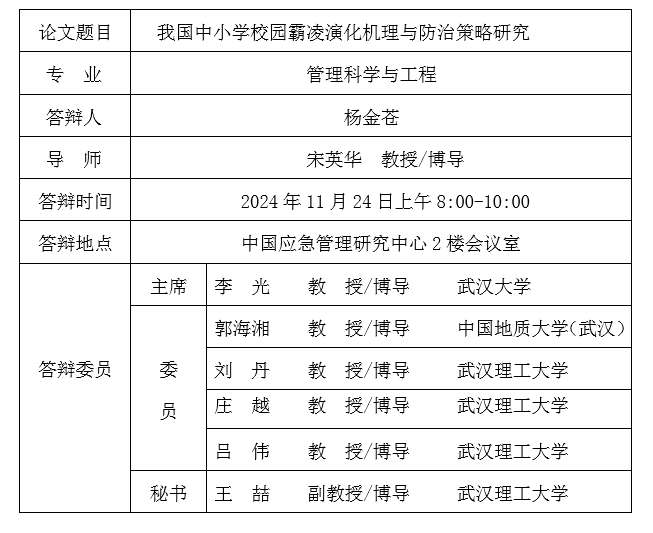 论文题目 我国中小学校园霸凌演化机理与防治策略研究
专 业 管理科学与工程
答辩人 杨金苍
导 师 宋英华 教授/博导
答辩时间 2024年11月24日上午8:00-10:00
答辩地点 中国应急管理研究中心2楼会议室
主席 李 光 教 授/博导 武汉大学
郭海湘 教 授/博导 中国地质大学(武汉)
答辩委员 委 刘 丹 教 授/博导 武汉理工大学
员 庄 越 教 授/博导 武汉理工大学
吕 伟 教 授/博导 武汉理工大学
秘书 王 喆 副教授/博导 武汉理工大学